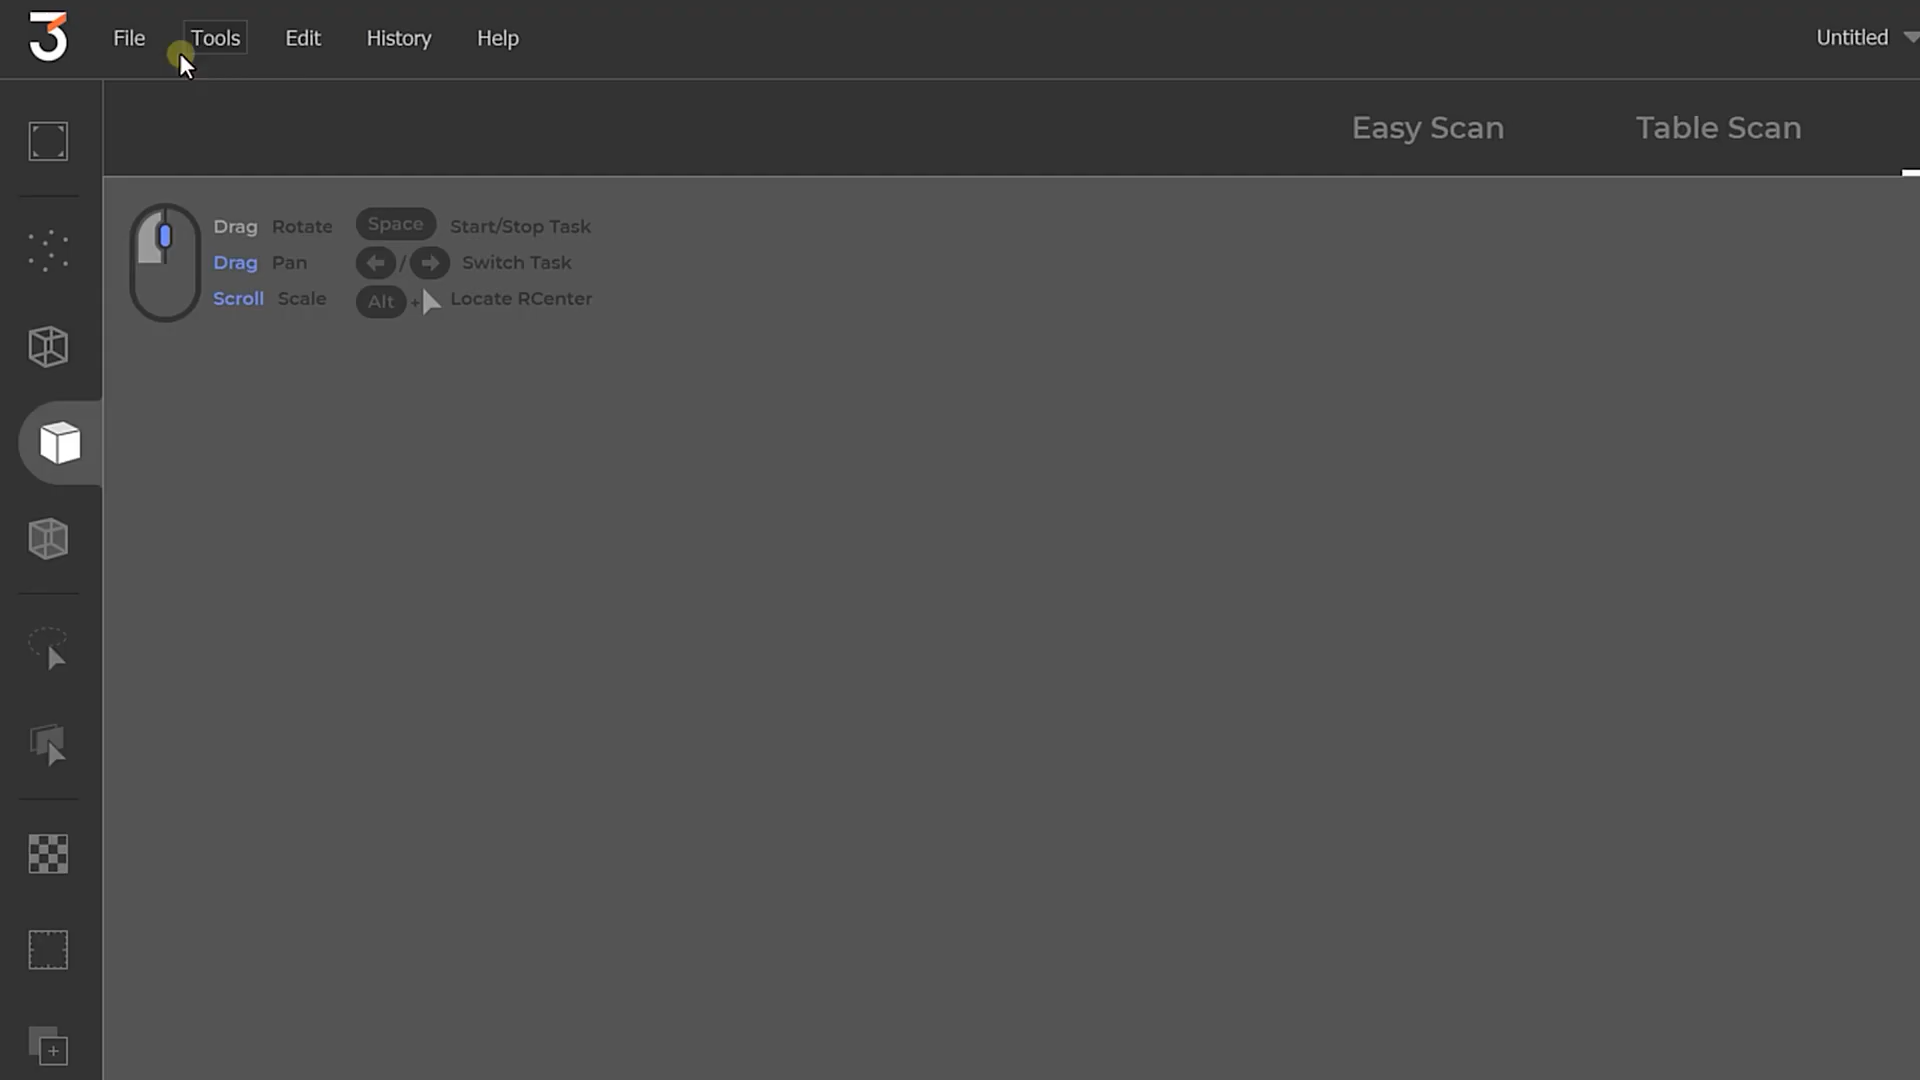 3 File Tools Edit History Help Untitled
Easy Scan Table Scan
Drag Rotate Space Start/Stop Task
Drag Pan / Switch Task
Scroll Scale Alt + Locate RCenter